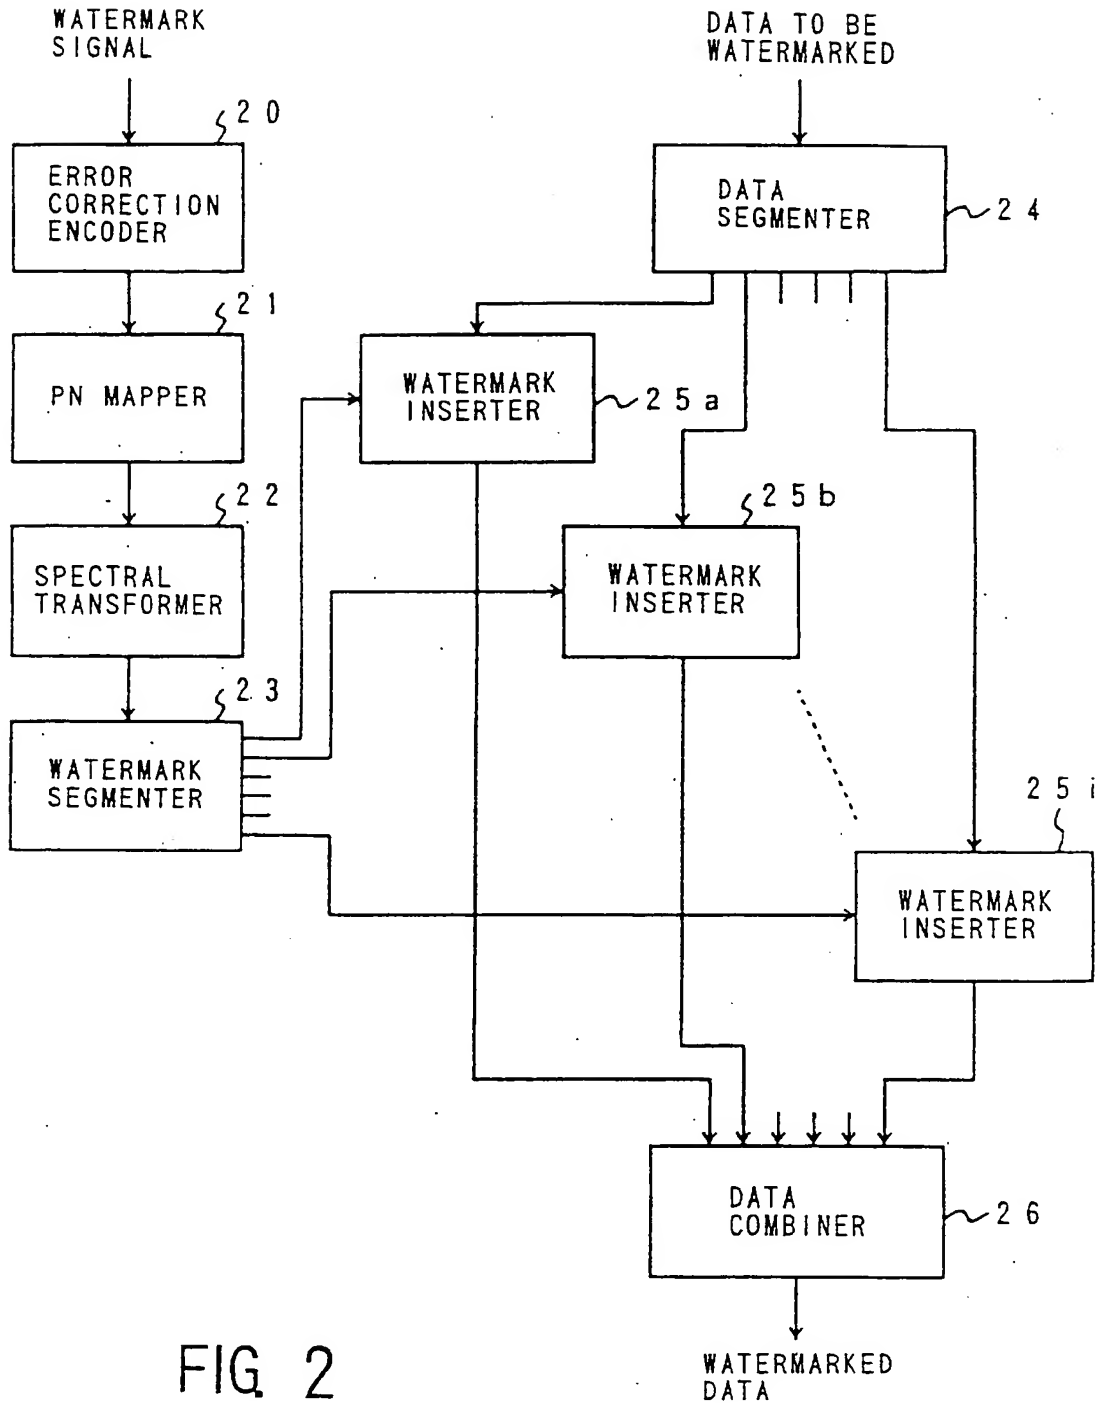 WATERMARK
SIGNAL
DATA TO BE
WATERMARKED
20
ERROR
CORRECTION
ENCODER
DATA
SEGMENTER
24
21
PN MAPPER
WATERMARK
INSERTER
25a
22
SPECTRAL
TRANSFORMER
25b
WATERMARK
INSERTER
23
WATERMARK
SEGMENTER
25i
WATERMARK
INSERTER
DATA
COMBINER
26
WATERMARKED
DATA
FIG. 2